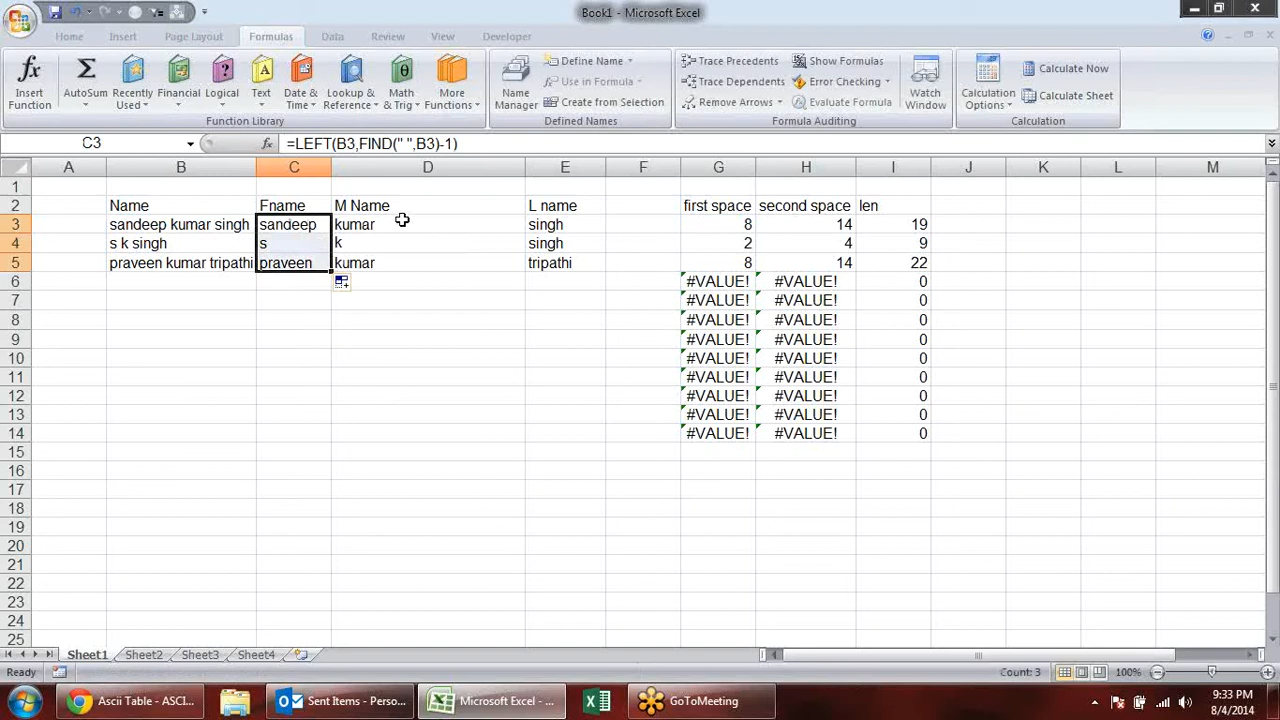 Book1 - Microsoft Excel
Home Insert Page Layout Formulas Data Review View Developer
Insert Function
AutoSum
Recently Used
Financial
Logical
Text
Date & Time
Lookup & Reference
Math & Trig
More Functions
Function Library
Name Manager
Define Name
Use in Formula
Create from Selection
Defined Names
Trace Precedents
Trace Dependents
Remove Arrows
Show Formulas
Error Checking
Evaluate Formula
Formula Auditing
Watch Window
Calculation Options
Calculate Now
Calculate Sheet
Calculation
C3 fx =LEFT(B3,FIND(" ",B3)-1)
A B C D E F G H I J K L M
1
2 Name Fname M Name L name first space second space len
3 sandeep kumar singh sandeep kumar singh 8 14 19
4 s k singh s k singh 2 4 9
5 praveen kumar tripathi praveen kumar tripathi 8 14 22
6 #VALUE! #VALUE! 0
7 #VALUE! #VALUE! 0
8 #VALUE! #VALUE! 0
9 #VALUE! #VALUE! 0
10 #VALUE! #VALUE! 0
11 #VALUE! #VALUE! 0
12 #VALUE! #VALUE! 0
13 #VALUE! #VALUE! 0
14 #VALUE! #VALUE! 0
15
16
17
18
19
20
21
22
23
24
25
Sheet1 Sheet2 Sheet3 Sheet4
Ready Count: 3 100%
Ascii Table - ASCI... Sent Items - Perso... Microsoft Excel - ... GoToMeeting 9:33 PM
8/4/2014